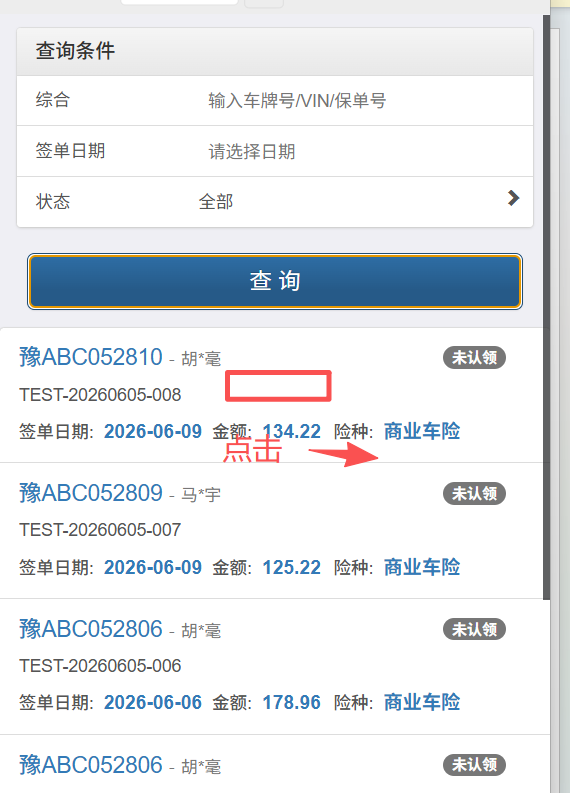 查询条件
综合 输入车牌号/VIN/保单号
签单日期 请选择日期
状态 全部
查 询
豫ABC052810 - 胡*毫 未认领
TEST-20260605-008
签单日期: 2026-06-09 金额: 134.22 险种: 商业车险
点击
豫ABC052809 - 马*宇 未认领
TEST-20260605-007
签单日期: 2026-06-09 金额: 125.22 险种: 商业车险
豫ABC052806 - 胡*毫 未认领
TEST-20260605-006
签单日期: 2026-06-06 金额: 178.96 险种: 商业车险
豫ABC052806 - 胡*毫 未认领